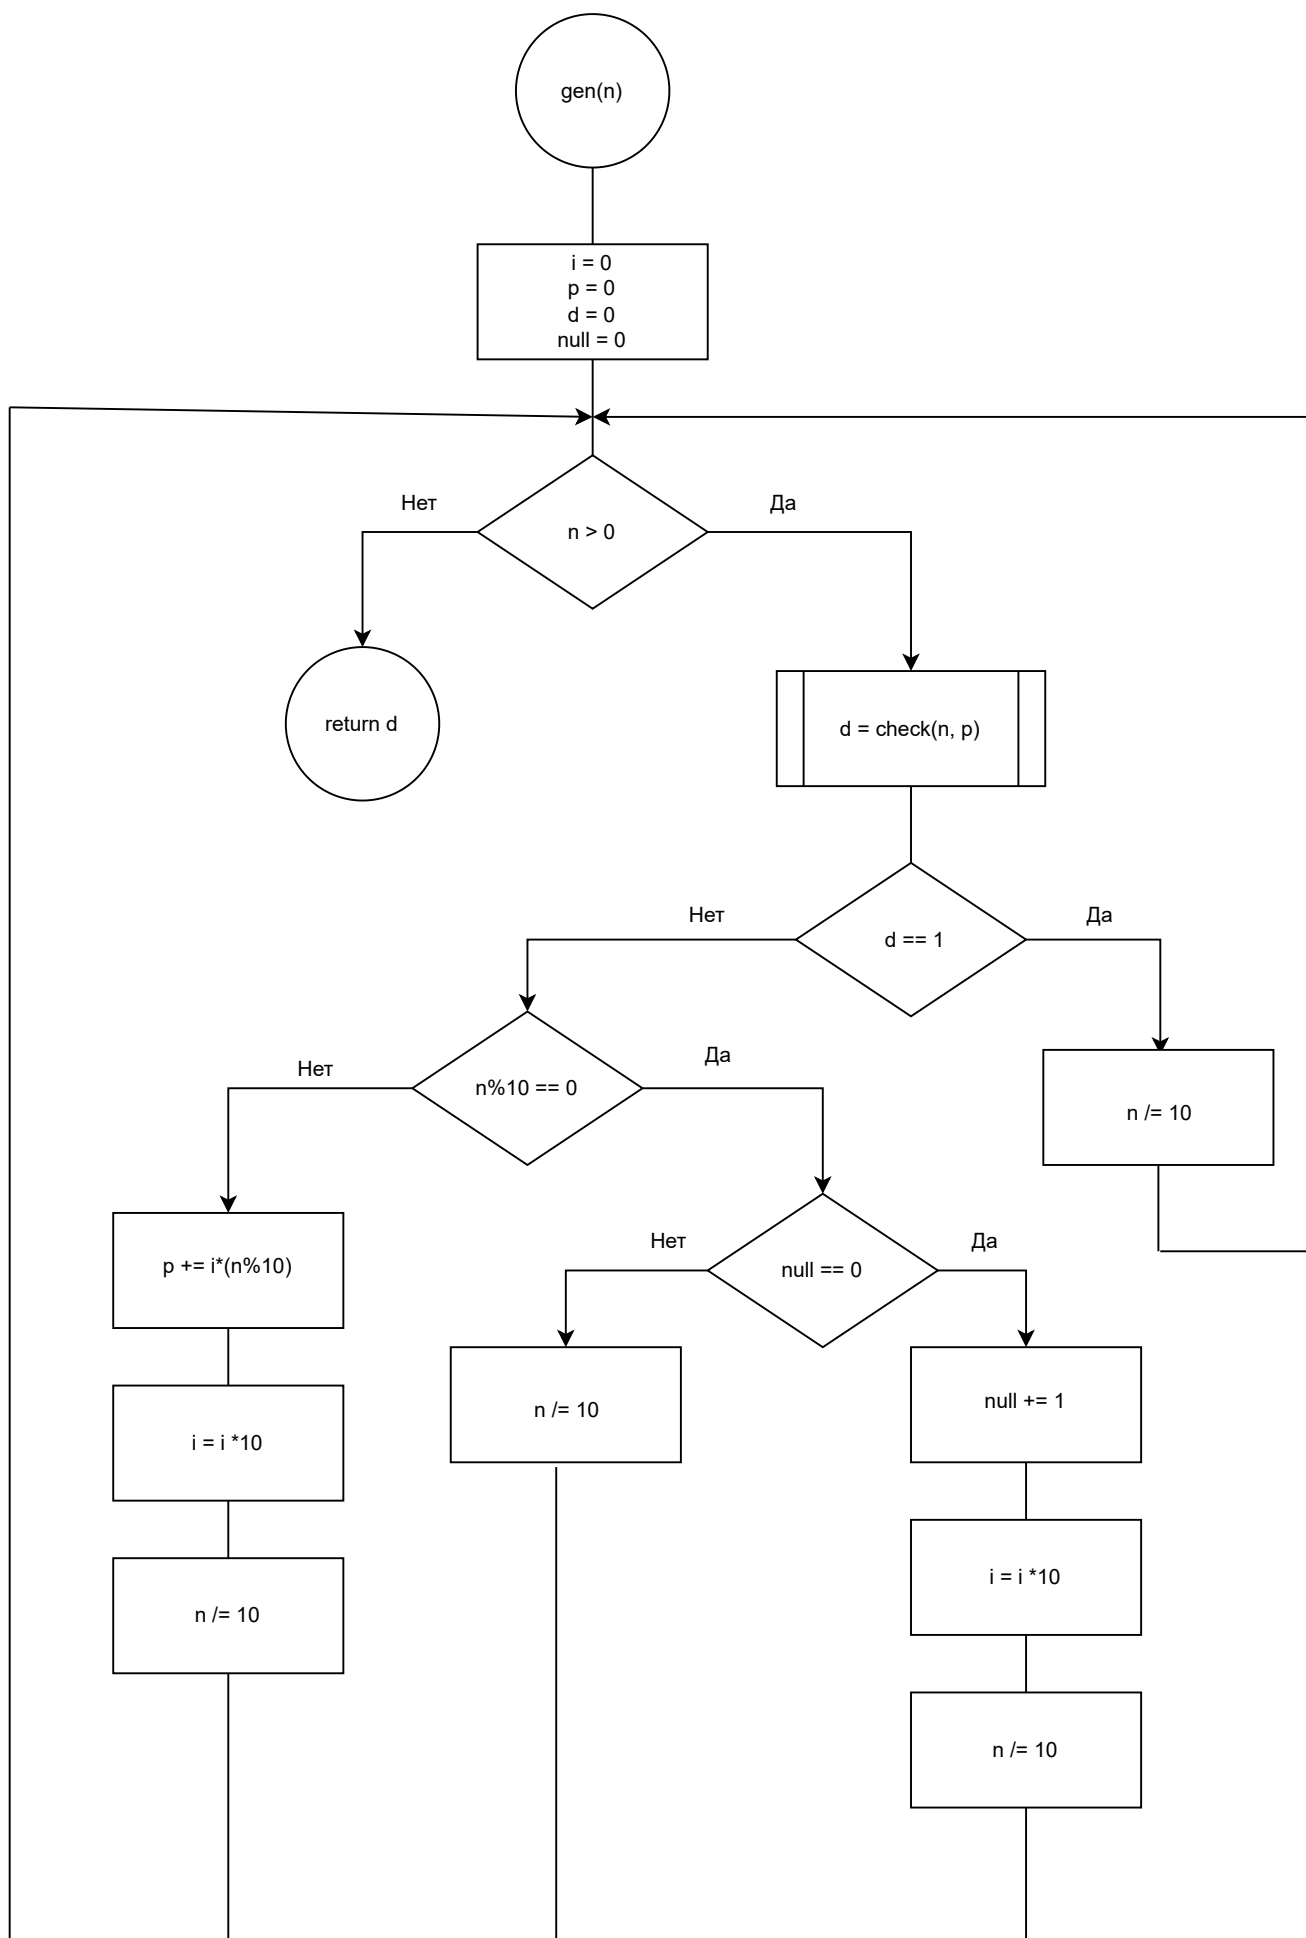 gen(n)
i = 0
p = 0
d = 0
null = 0
Нет
Да
n > 0
return d
d = check(n, p)
Нет
Да
d == 1
Нет
Да
n%10 == 0
n /= 10
Нет
Да
p += i*(n%10)
null == 0
null += 1
n /= 10
i = i *10
i = i *10
n /= 10
n /= 10